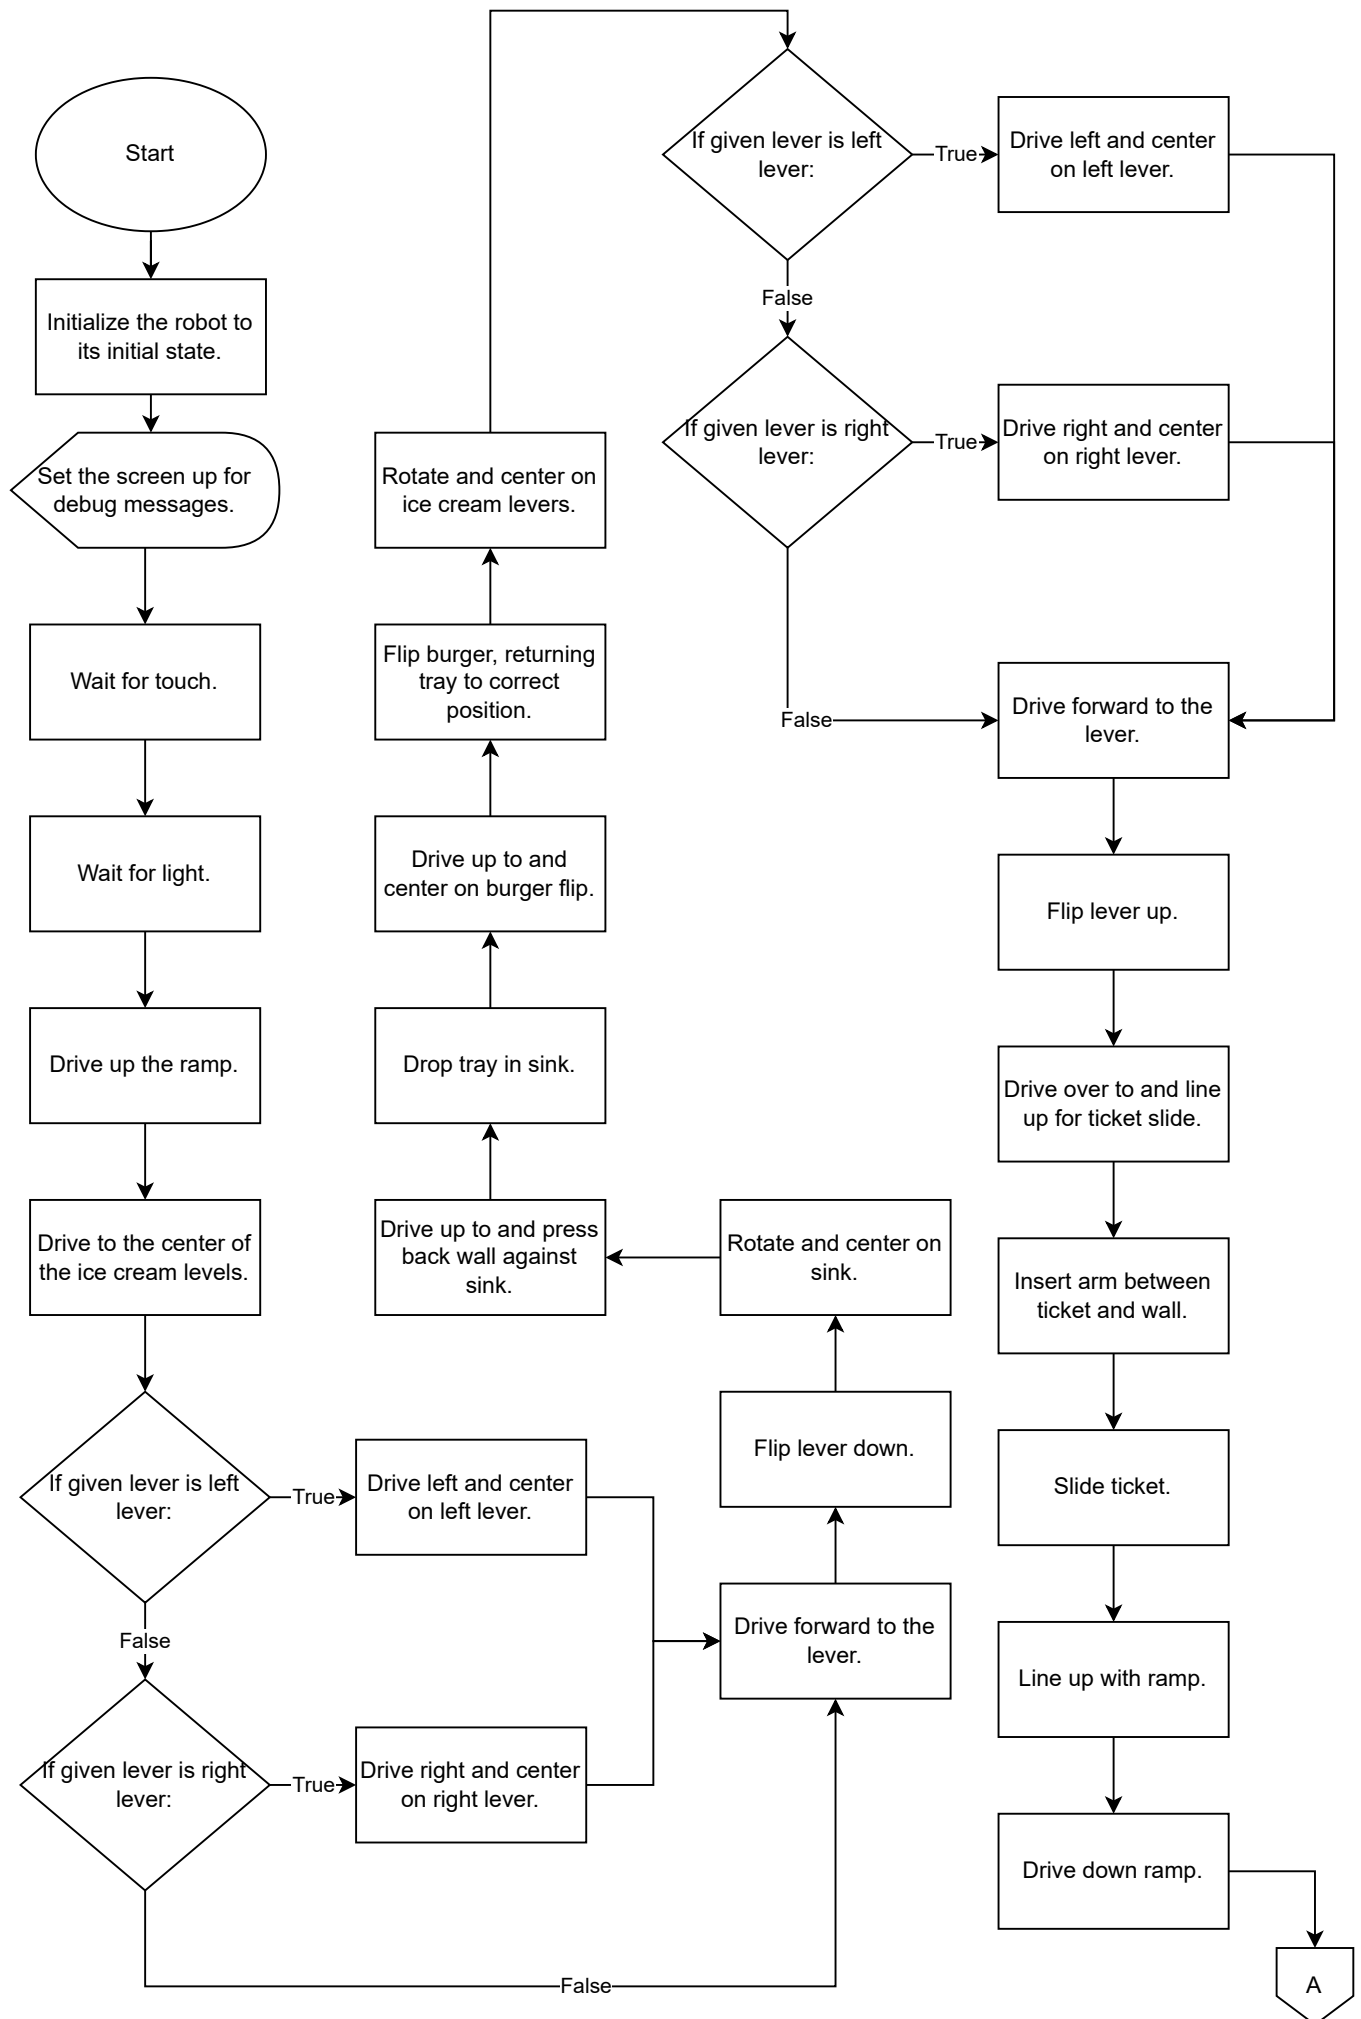 Start
Initialize the robot to
its initial state.
Set the screen up for
debug messages.
Wait for touch.
Wait for light.
Drive up the ramp.
Drive to the center of
the ice cream levels.
If given lever is left
lever:
True
Drive left and center
on left lever.
False
If given lever is right
lever:
True
Drive right and center
on right lever.
False
Drive forward to the
lever.
Flip lever down.
Rotate and center on
sink.
Drive up to and press
back wall against
sink.
Drop tray in sink.
Drive up to and
center on burger flip.
Flip burger, returning
tray to correct
position.
Rotate and center on
ice cream levers.
If given lever is left
lever:
True
Drive left and center
on left lever.
False
If given lever is right
lever:
True
Drive right and center
on right lever.
False
Drive forward to the
lever.
Flip lever up.
Drive over to and line
up for ticket slide.
Insert arm between
ticket and wall.
Slide ticket.
Line up with ramp.
Drive down ramp.
A